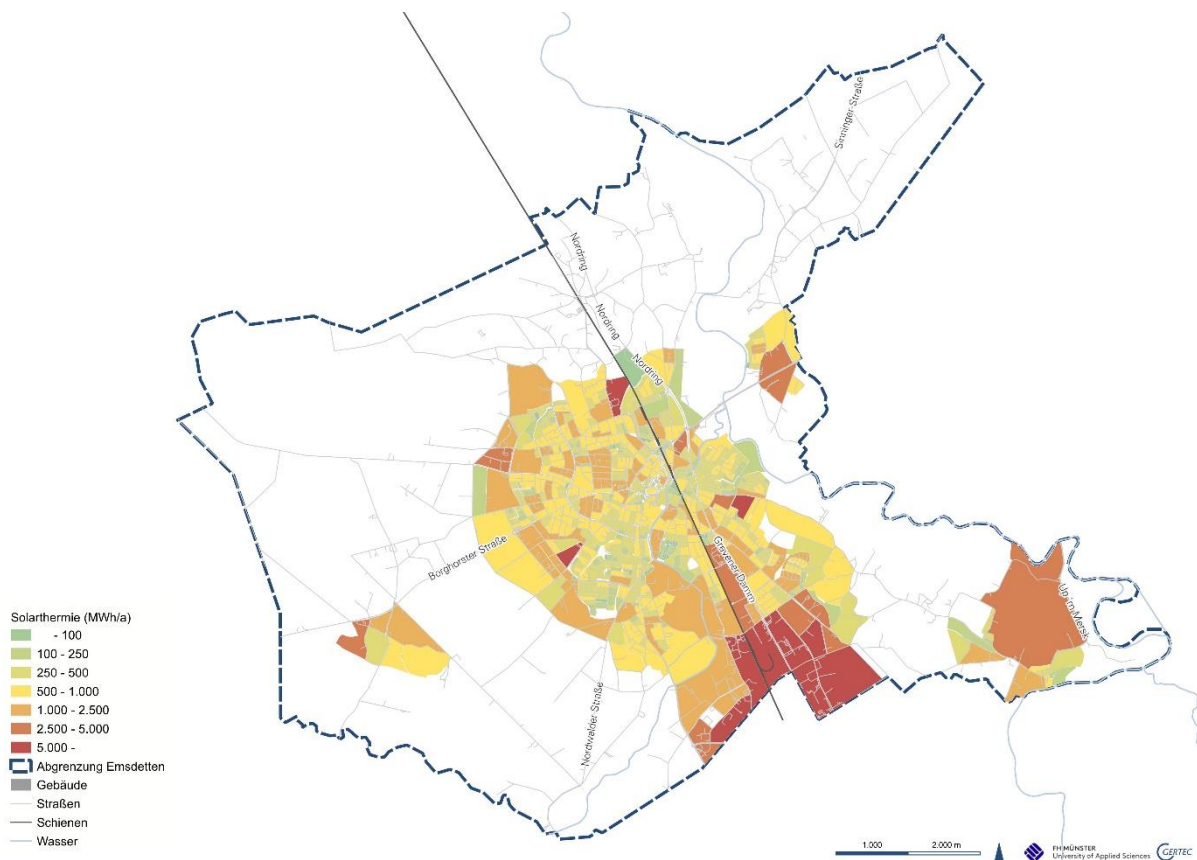 Sinninger Straße
Nordring
Nordring
Nordring
Borghorster Straße
Grevener Damm
Up'm Mersk
Nordwalder Straße
Solarthermie (MWh/a)
- 100
100 - 250
250 - 500
500 - 1.000
1.000 - 2.500
2.500 - 5.000
5.000 -
Abgrenzung Emsdetten
Gebäude
Straßen
Schienen
Wasser
1.000 2.000 m
FH MÜNSTER
University of Applied Sciences
GERTEC